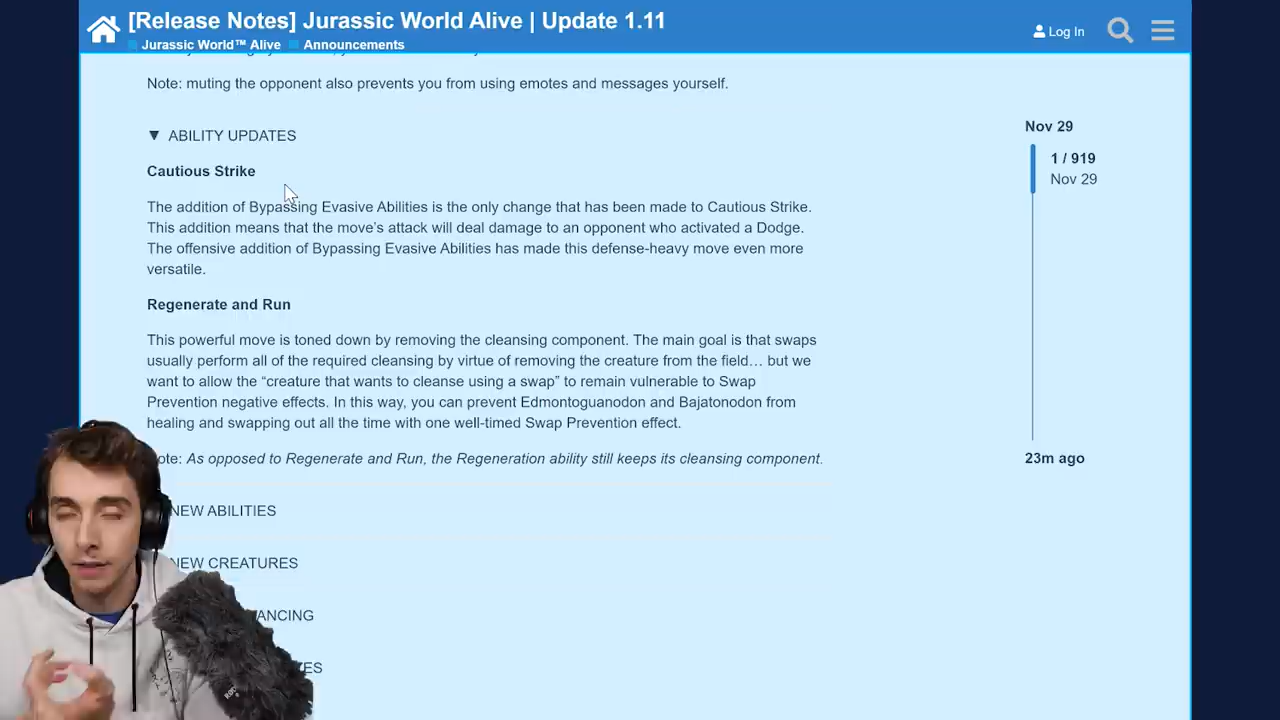 [Release Notes] Jurassic World Alive | Update 1.11
Jurassic World™ Alive Announcements
Log In
Note: muting the opponent also prevents you from using emotes and messages yourself.
▼ ABILITY UPDATES
Cautious Strike
The addition of Bypassing Evasive Abilities is the only change that has been made to Cautious Strike.
This addition means that the move's attack will deal damage to an opponent who activated a Dodge.
The offensive addition of Bypassing Evasive Abilities has made this defense-heavy move even more
versatile.
Regenerate and Run
This powerful move is toned down by removing the cleansing component. The main goal is that swaps
usually perform all of the required cleansing by virtue of removing the creature from the field… but we
want to allow the “creature that wants to cleanse using a swap” to remain vulnerable to Swap
Prevention negative effects. In this way, you can prevent Edmontoguanodon and Bajatonodon from
healing and swapping out all the time with one well-timed Swap Prevention effect.
ote: As opposed to Regenerate and Run, the Regeneration ability still keeps its cleansing component.
NEW ABILITIES
NEW CREATURES
ANCING
ES
Nov 29
1 / 919
Nov 29
23m ago